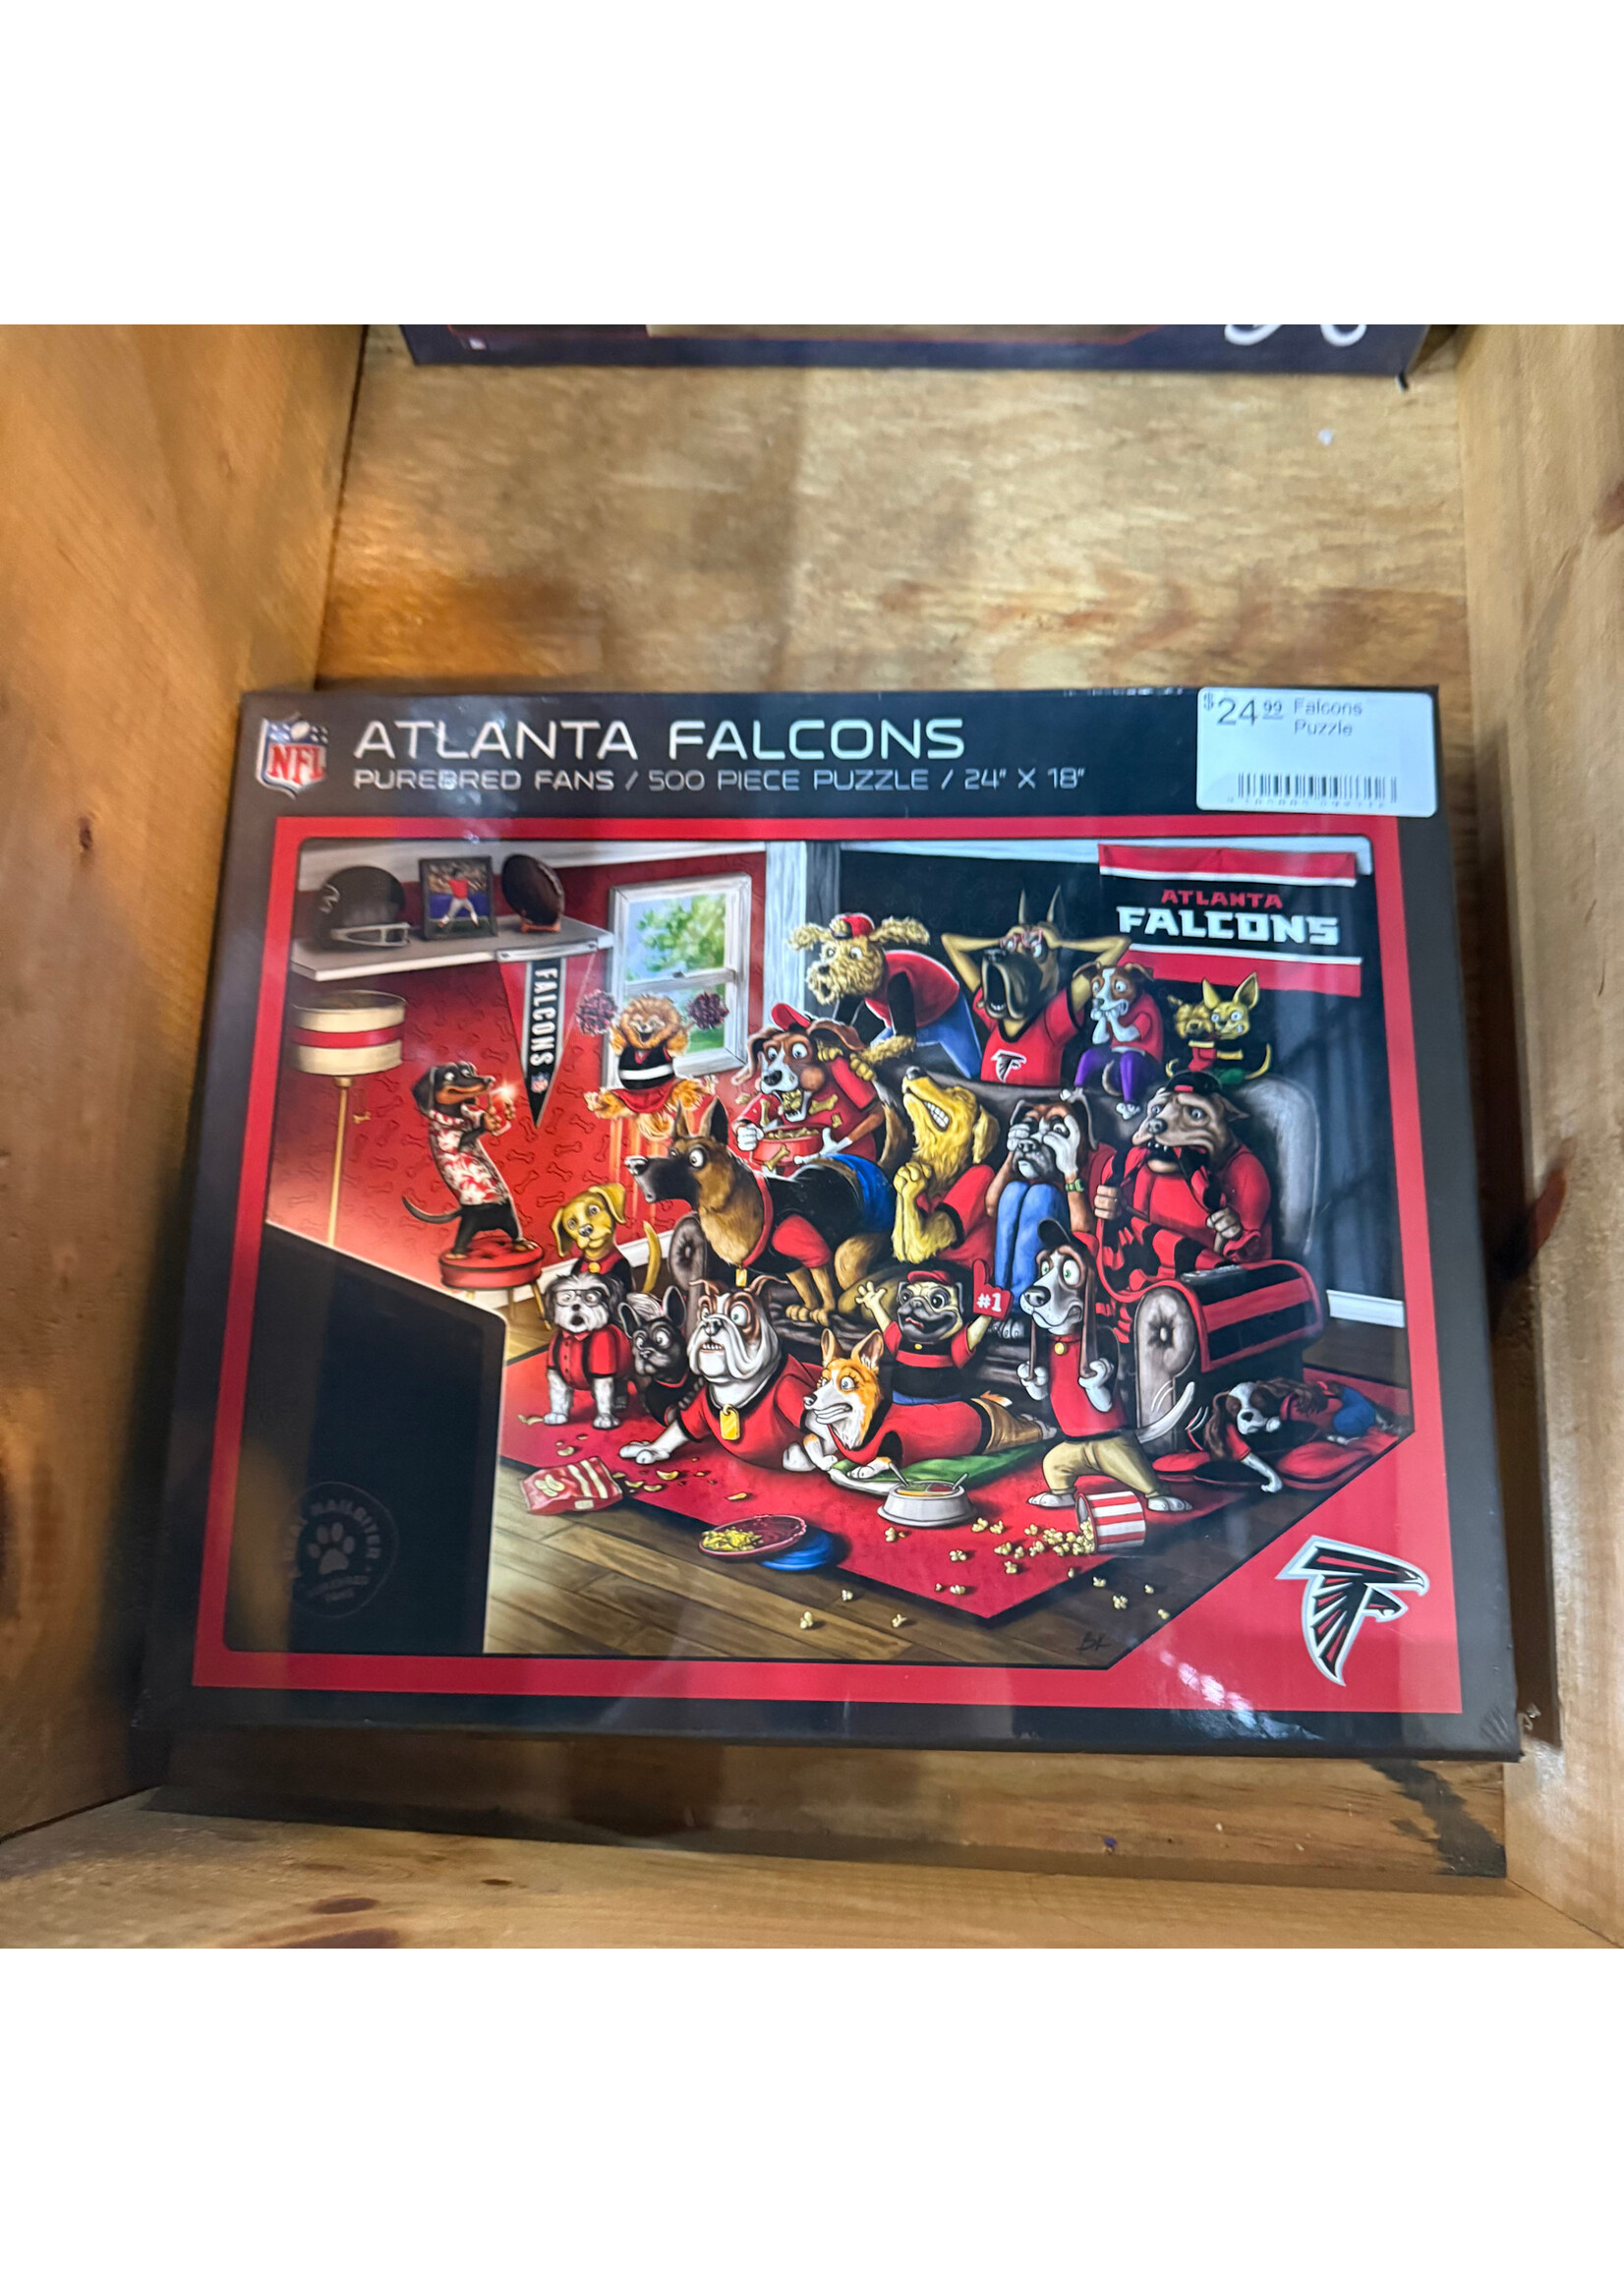 NFL
ATLANTA FALCONS
PUREBRED FANS / 500 PIECE PUZZLE / 24" X 18"
$24.99 Falcons
Puzzle
ATLANTA
FALCONS
FALCONS
#1